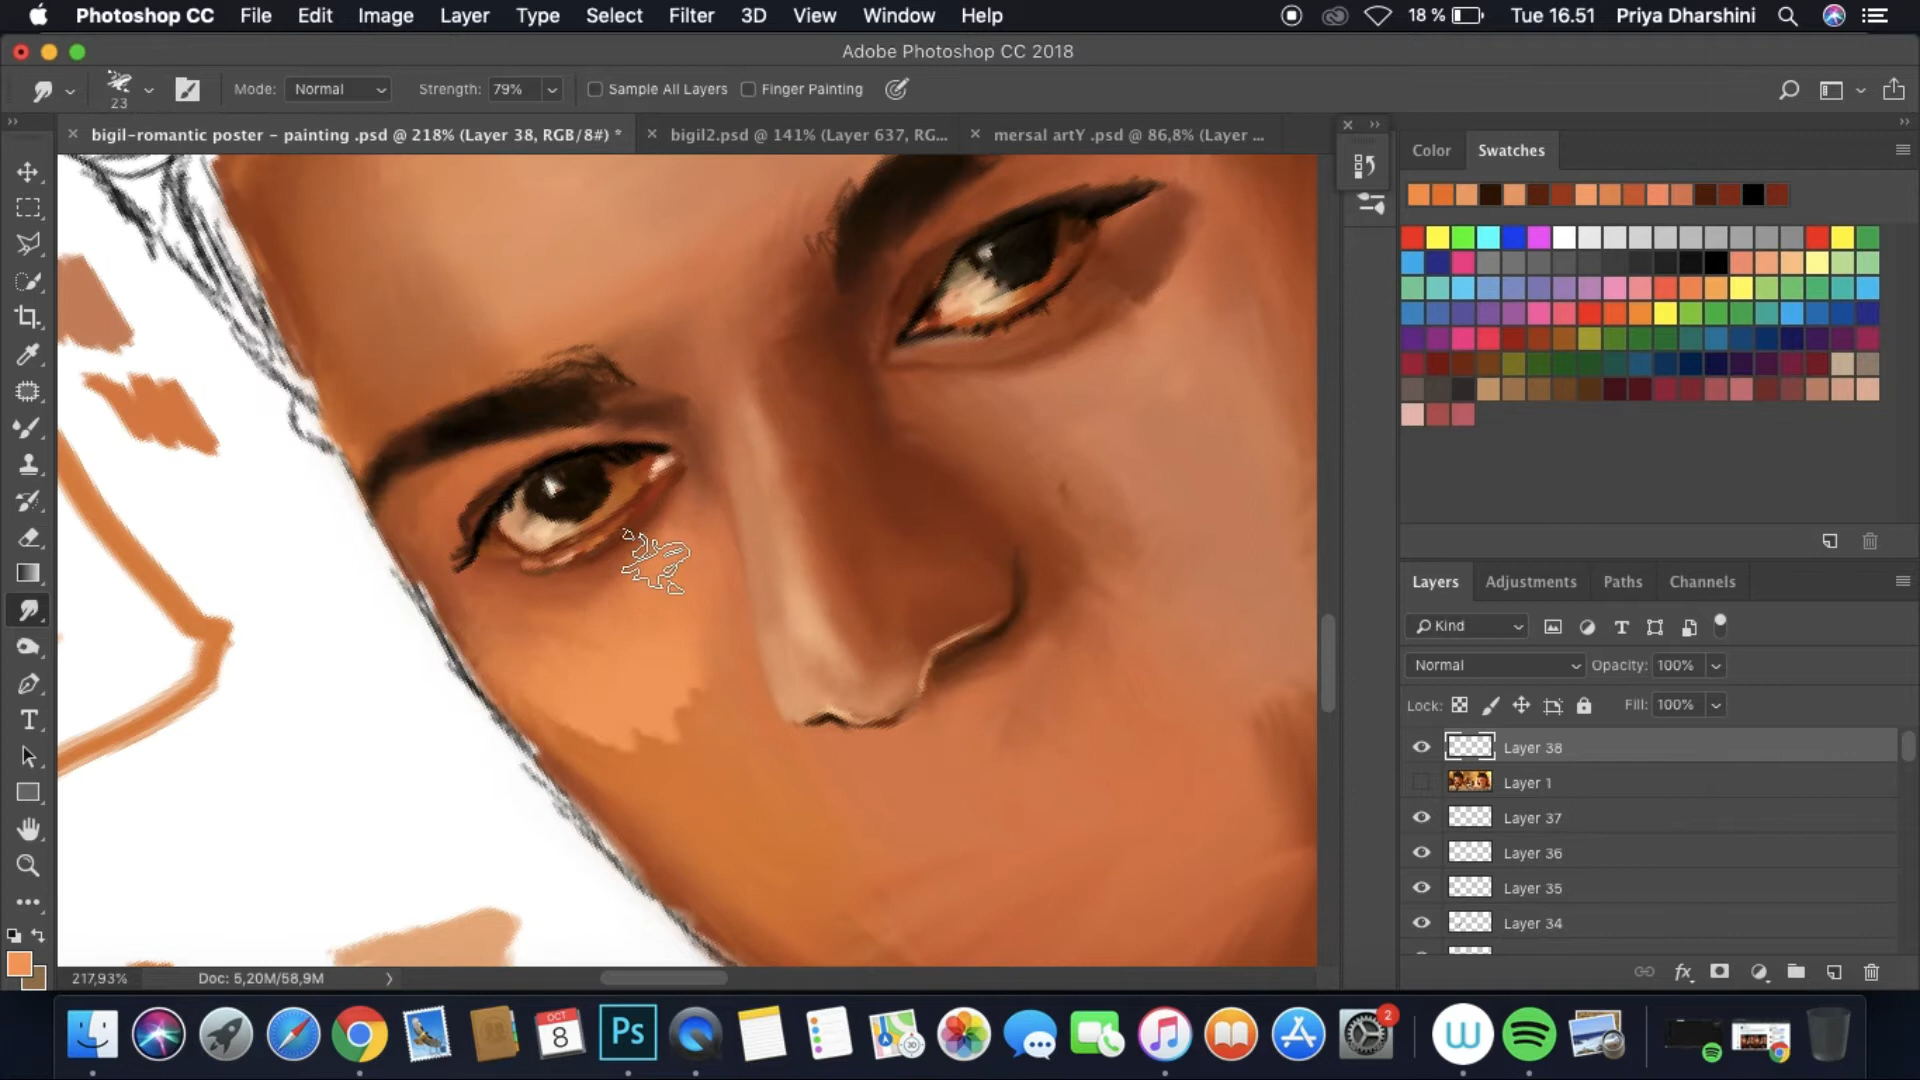 Photoshop CC File Edit Image Layer Type Select Filter 3D View Window Help 18 % Tue 16.51 Priya Dharshini
Adobe Photoshop CC 2018
23 Mode: Normal Strength: 79% Sample All Layers Finger Painting
bigil-romantic poster - painting .psd @ 218% (Layer 38, RGB/8#) * bigil2.psd @ 141% (Layer 637, RG... mersal artY .psd @ 86,8% (Layer ...
Color Swatches
Layers Adjustments Paths Channels
Kind
Normal Opacity: 100%
Lock: Fill: 100%
Layer 38
Layer 1
Layer 37
Layer 36
Layer 35
Layer 34
217,93% Doc: 5,20M/58,9M
OCT
8
Ps
2